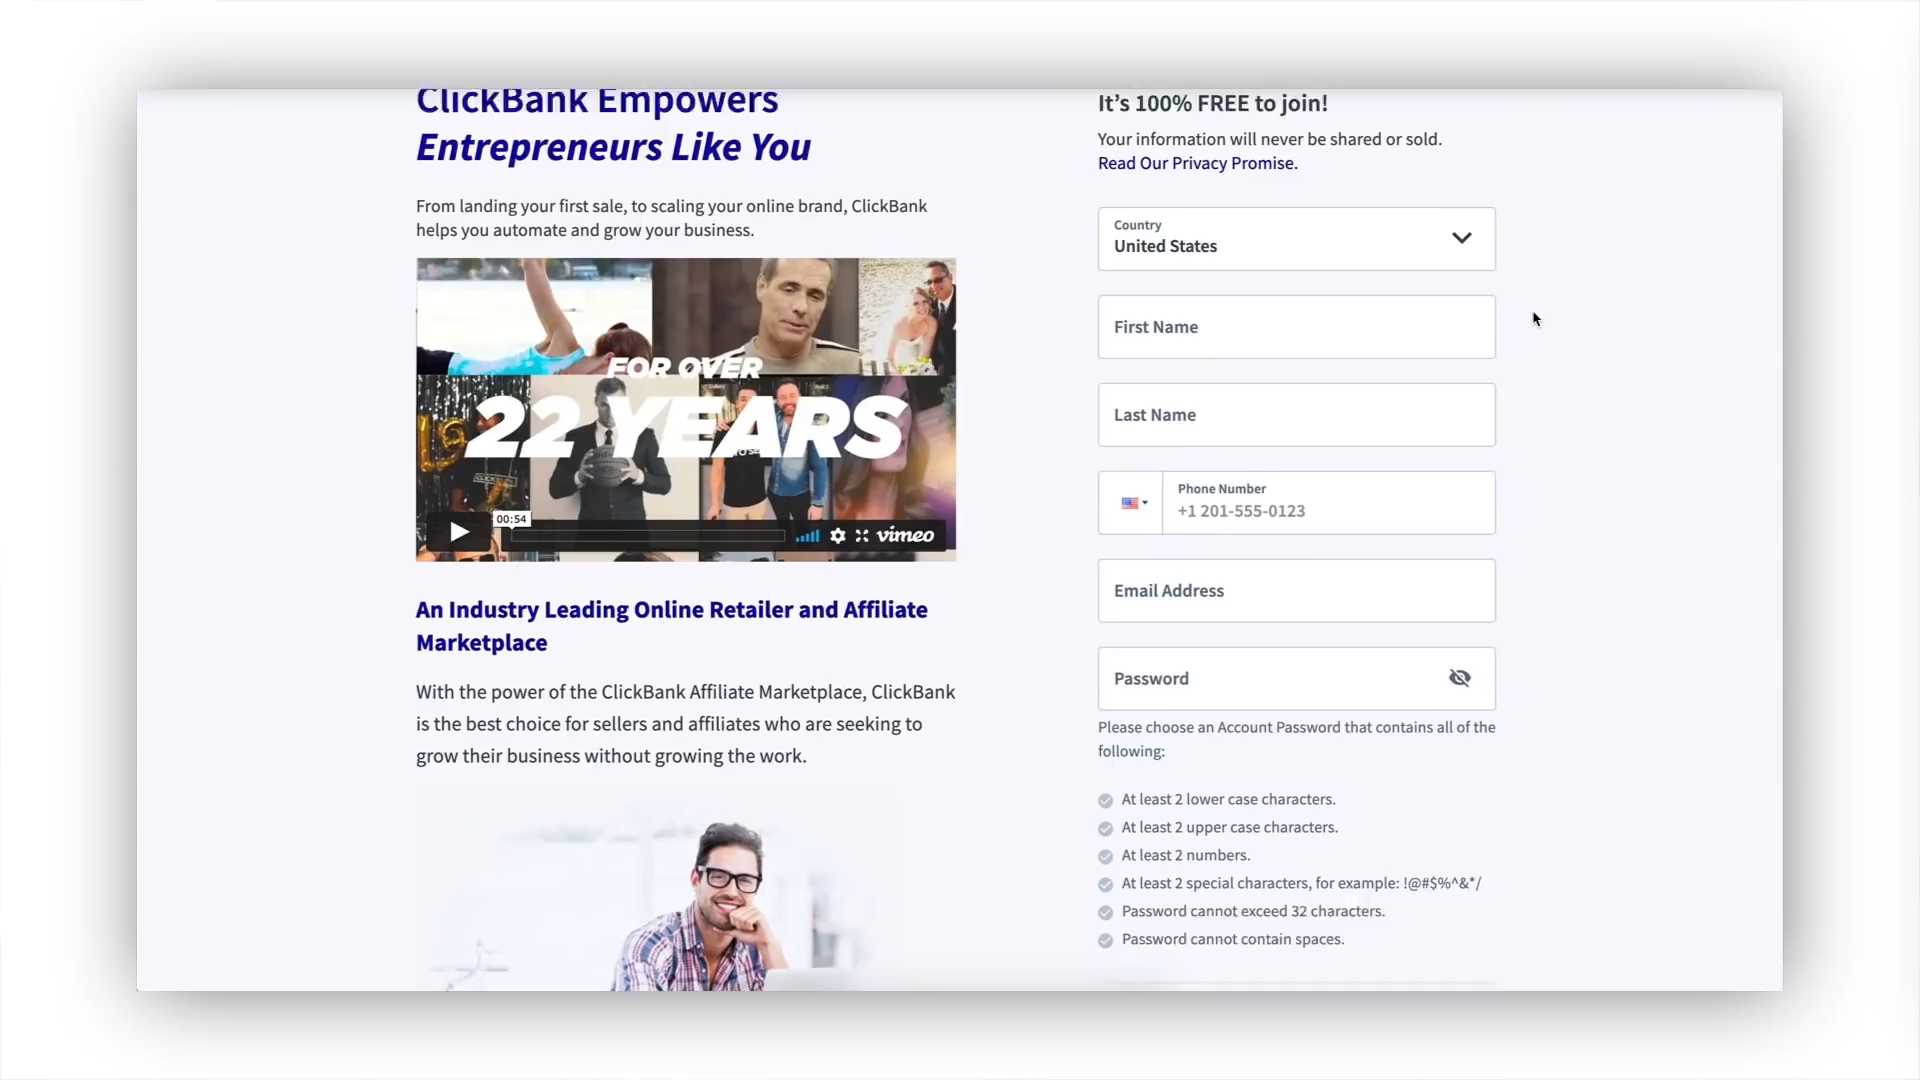 ClickBank Empowers
Entrepreneurs Like You
From landing your first sale, to scaling your online brand, ClickBank
helps you automate and grow your business.
FOR OVER
22 YEARS
00:54
vimeo
An Industry Leading Online Retailer and Affiliate
Marketplace
With the power of the ClickBank Affiliate Marketplace, ClickBank
is the best choice for sellers and affiliates who are seeking to
grow their business without growing the work.
It’s 100% FREE to join!
Your information will never be shared or sold.
Read Our Privacy Promise.
Country
United States
First Name
Last Name
Phone Number
+1 201-555-0123
Email Address
Password
Please choose an Account Password that contains all of the
following:
At least 2 lower case characters.
At least 2 upper case characters.
At least 2 numbers.
At least 2 special characters, for example: !@#$%^&*/
Password cannot exceed 32 characters.
Password cannot contain spaces.